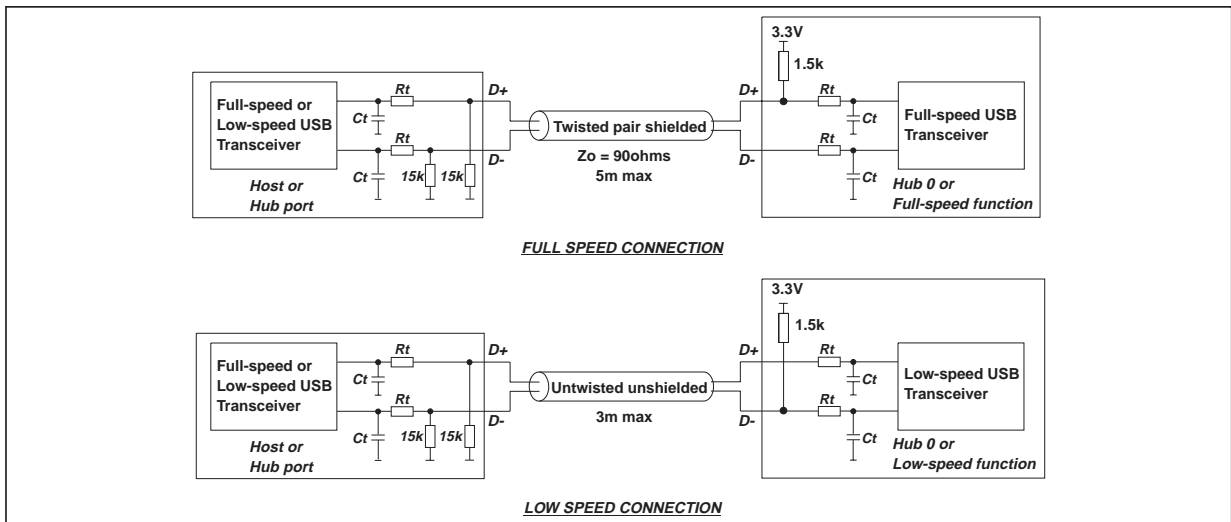 3.3V
1.5k
Rt
D+
D+
Rt
Full-speed or
Low-speed USB
Transceiver
Ct
Twisted pair shielded
Ct
Full-speed USB
Transceiver
Rt
D-
Zo = 90ohms
5m max
D-
Rt
Ct
15k
15k
Ct
Host or
Hub port
Hub 0 or
Full-speed function
FULL SPEED CONNECTION
3.3V
1.5k
Rt
D+
D+
Rt
Full-speed or
Low-speed USB
Transceiver
Ct
Untwisted unshielded
Ct
Low-speed USB
Transceiver
Rt
D-
3m max
D-
Rt
Ct
15k
15k
Ct
Host or
Hub port
Hub 0 or
Low-speed function
LOW SPEED CONNECTION